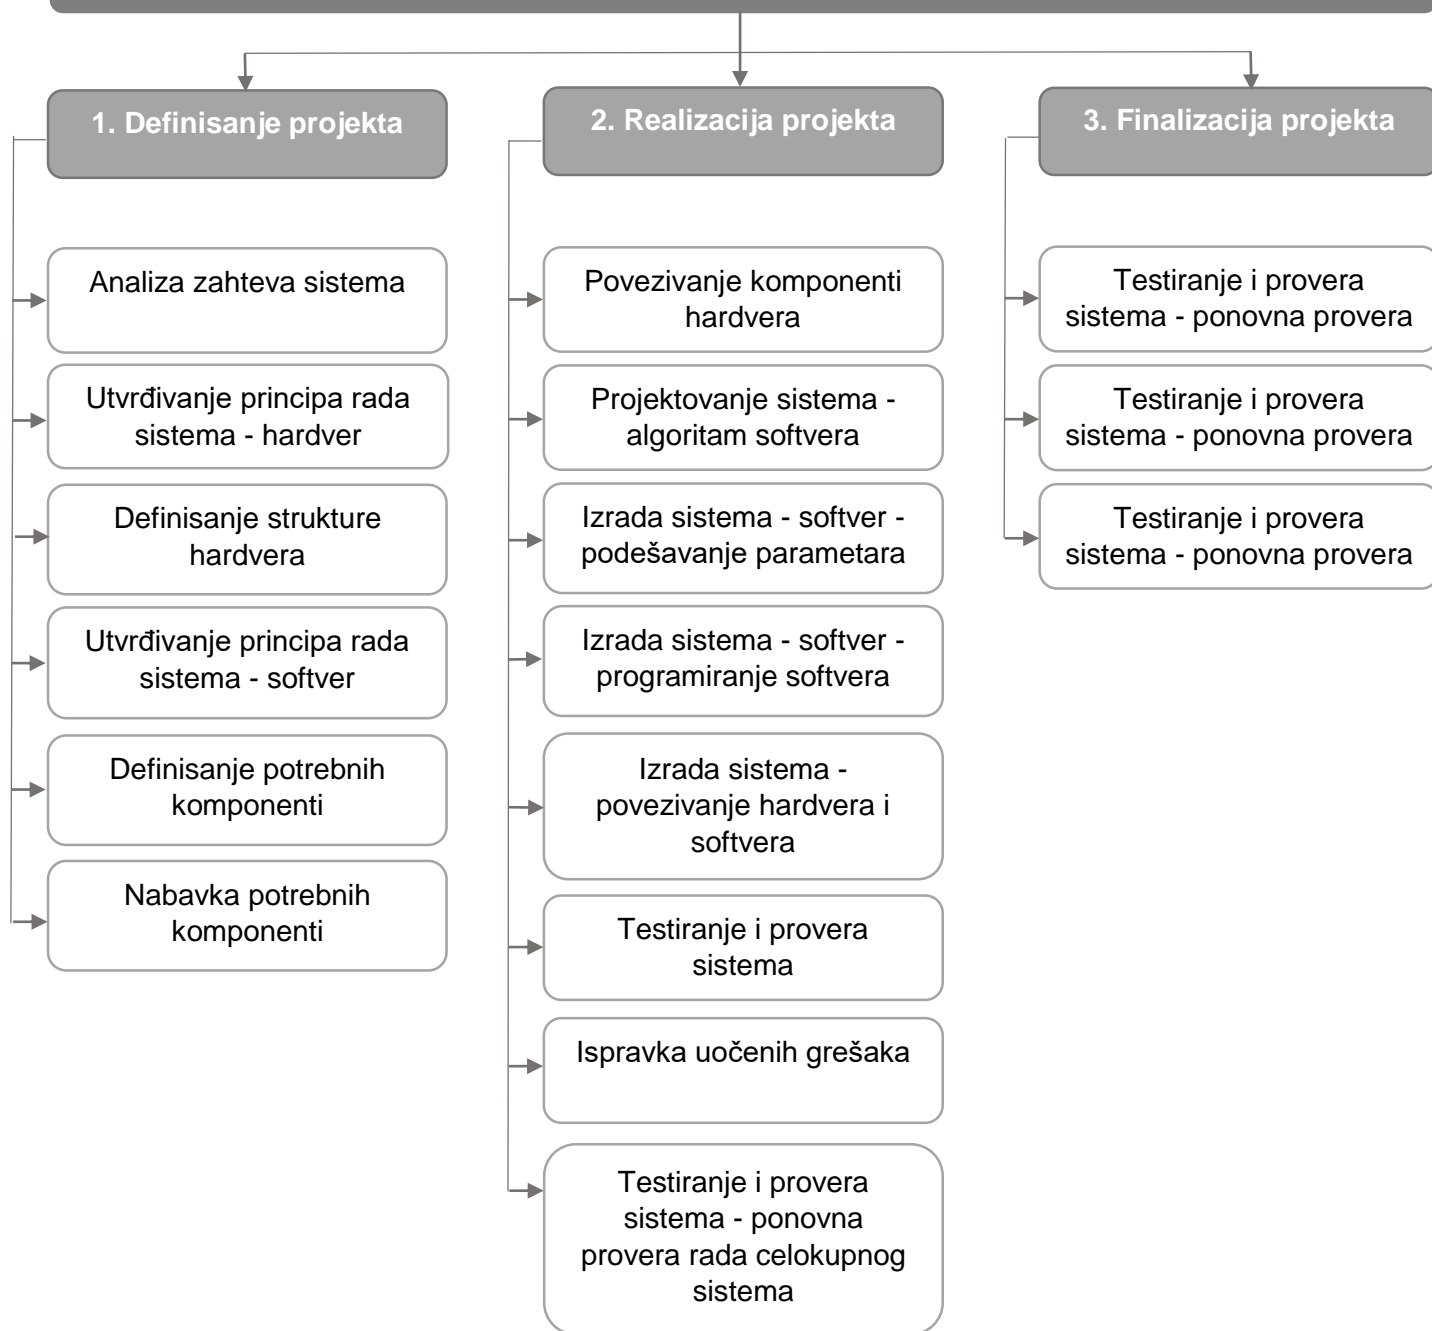 1. Definisanje projekta
Analiza zahteva sistema
Utvrđivanje principa rada
sistema - hardver
Definisanje strukture
hardvera
Utvrđivanje principa rada
sistema - softver
Definisanje potrebnih
komponenti
Nabavka potrebnih
komponenti
2. Realizacija projekta
Povezivanje komponenti
hardvera
Projektovanje sistema -
algoritam softvera
Izrada sistema - softver -
podešavanje parametara
Izrada sistema - softver -
programiranje softvera
Izrada sistema -
povezivanje hardvera i
softvera
Testiranje i provera
sistema
Ispravka uočenih grešaka
Testiranje i provera
sistema - ponovna
provera rada celokupnog
sistema
3. Finalizacija projekta
Testiranje i provera
sistema - ponovna provera
Testiranje i provera
sistema - ponovna provera
Testiranje i provera
sistema - ponovna provera